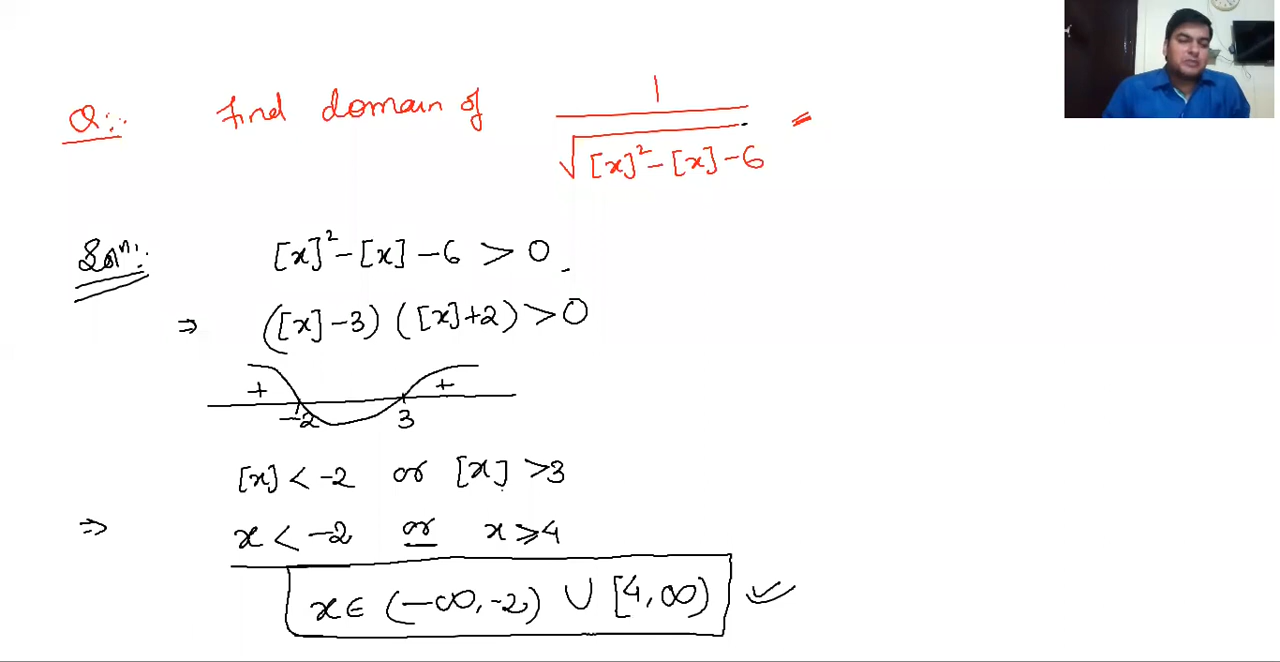 Q:- Find domain of 1/√([x]²-[x]-6) =
Solⁿ:- [x]²-[x]-6 > 0
⇒ ([x]-3)([x]+2) > 0
+ -2 3 +
[x] < -2 or [x] > 3
⇒ x < -2 or x ⩾ 4
x ∈ (-∞,-2) ∪ [4,∞)